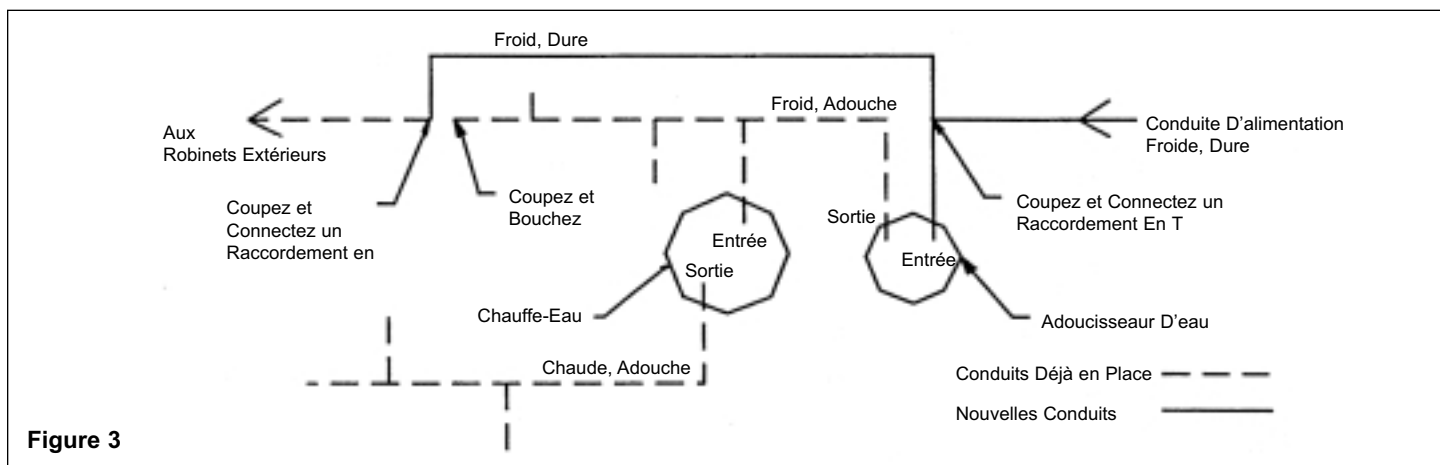 Froid, Dure
Froid, Adouche
Aux
Robinets Extérieurs
Conduite D'alimentation
Froide, Dure
Coupez et
Connectez un
Raccordement en
Coupez et
Bouchez
Entrée
Sortie
Sortie
Entrée
Coupez et Connectez un
Raccordement En T
Chauffe-Eau
Adoucisseaur D'eau
Chaude, Adouche
Conduits Déjà en Place
Nouvelles Conduits
Figure 3